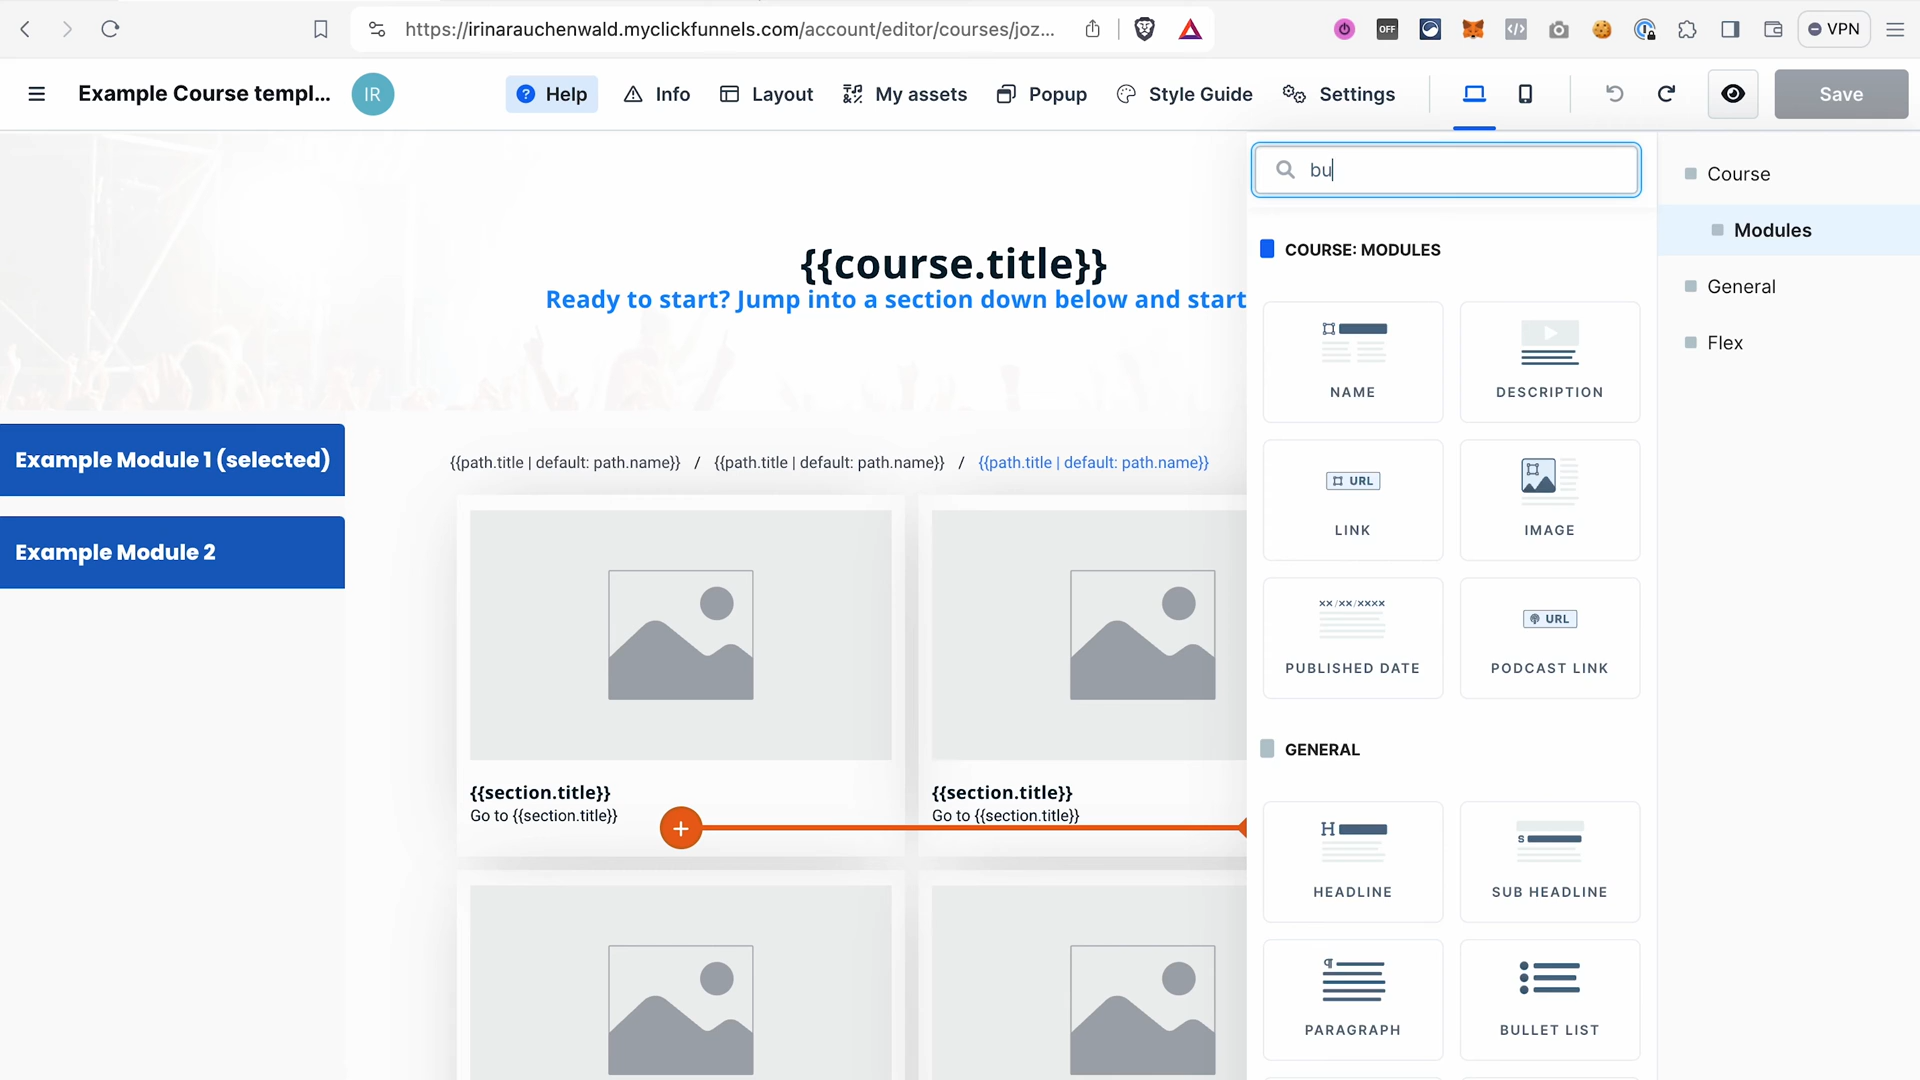 https://irinarauchenwald.myclickfunnels.com/account/editor/courses/joz...
OFF
VPN
Example Course templ...
IR
? Help
Info
Layout
My assets
Popup
Style Guide
Settings
Save
bu
Course
Modules
General
Flex
{{course.title}}
Ready to start? Jump into a section down below and start
Example Module 1 (selected)
Example Module 2
{{path.title | default: path.name}} / {{path.title | default: path.name}} / {{path.title | default: path.name}}
{{section.title}}
Go to {{section.title}}
{{section.title}}
Go to {{section.title}}
COURSE: MODULES
NAME
DESCRIPTION
URL
LINK
IMAGE
xx/xx/xxxx
PUBLISHED DATE
URL
PODCAST LINK
GENERAL
H
HEADLINE
S
SUB HEADLINE
¶
PARAGRAPH
BULLET LIST